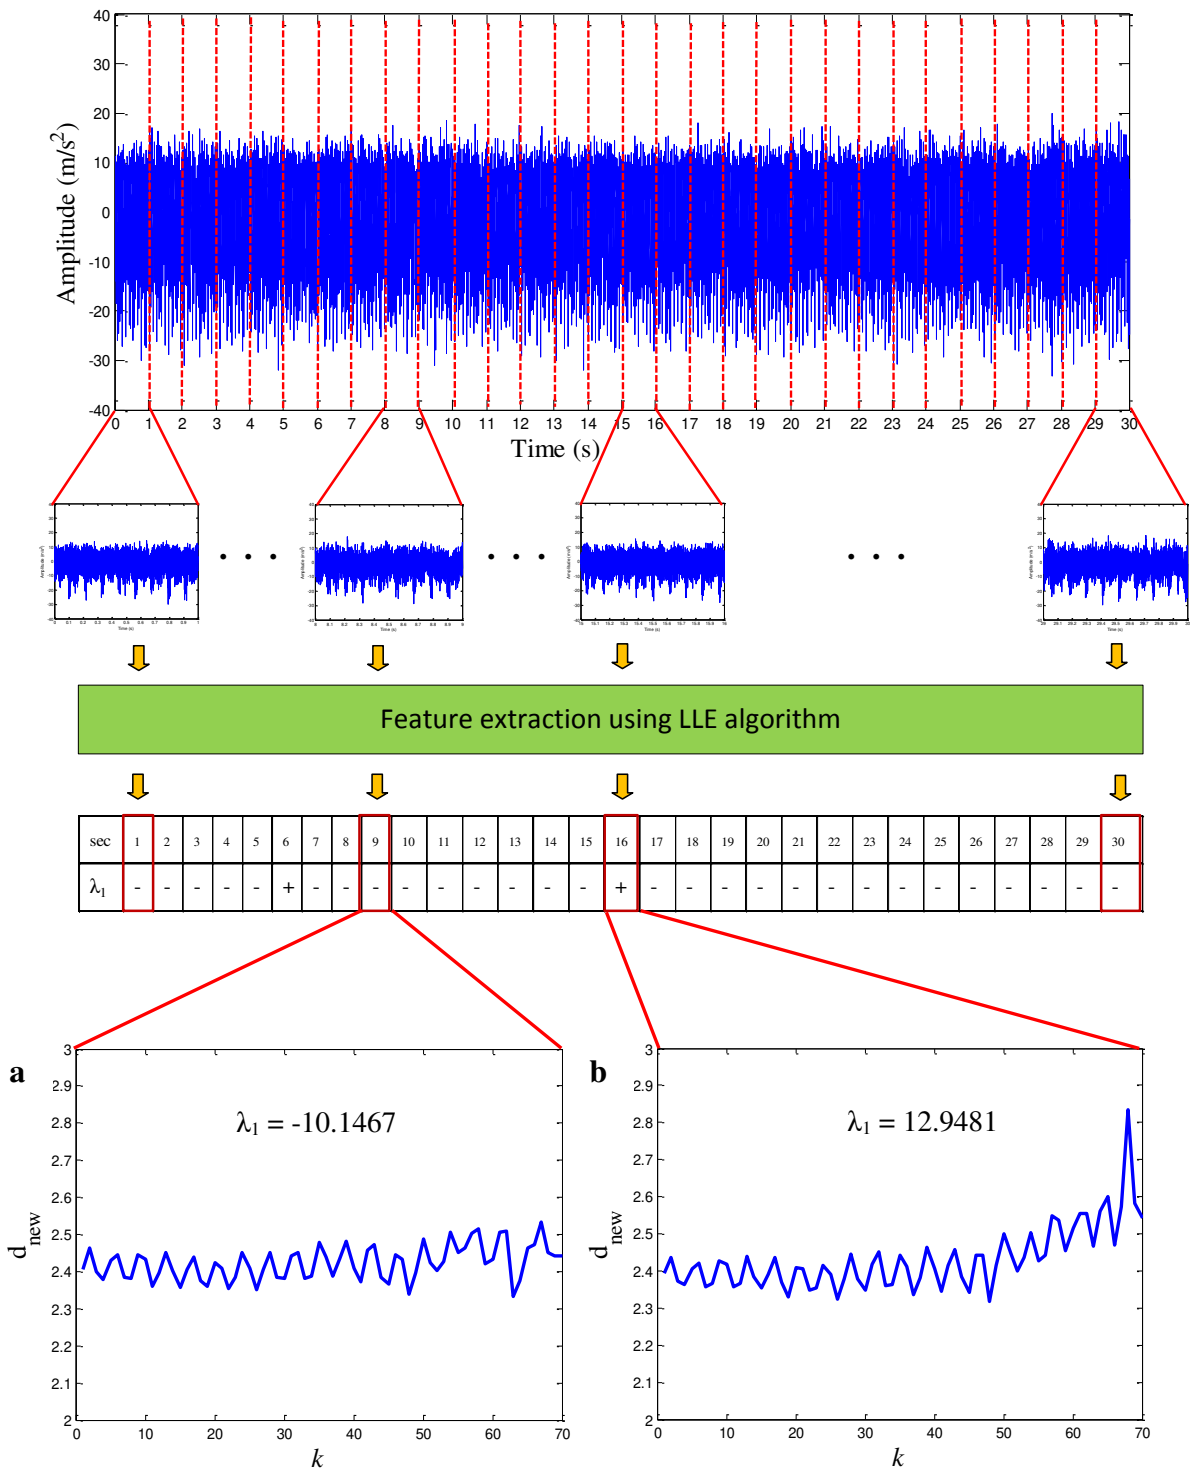 40
30
20
10
0
-10
-20
-30
-40
Amplitude (m/s²)
0 1 2 3 4 5 6 7 8 9 10 11 12 13 14 15 16 17 18 19 20 21 22 23 24 25 26 27 28 29 30
Time (s)
• • •
• • •
• • •
Feature extraction using LLE algorithm
sec 1 2 3 4 5 6 7 8 9 10 11 12 13 14 15 16 17 18 19 20 21 22 23 24 25 26 27 28 29 30
λ₁ - - - - - + - - - - - - - - - + - - - - - - - - - - - - - -
a
3
2.9
2.8
2.7
2.6
2.5
2.4
2.3
2.2
2.1
2
d_new
λ₁ = -10.1467
0 10 20 30 40 50 60 70
k
b
3
2.9
2.8
2.7
2.6
2.5
2.4
2.3
2.2
2.1
2
d_new
λ₁ = 12.9481
0 10 20 30 40 50 60 70
k